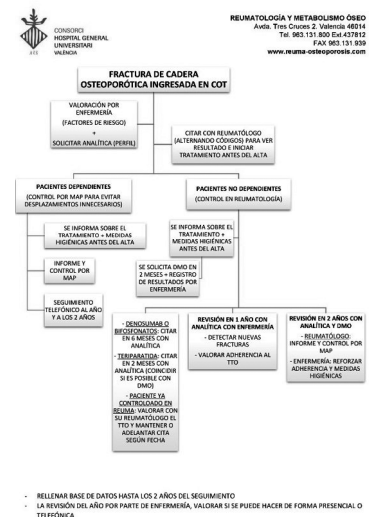 CONSORCI
HOSPITAL GENERAL
UNIVERSITARI
VALÈNCIA
REUMATOLOGÍA Y METABOLISMO ÓSEO
Avda. Tres Cruces 2. Valencia 46014
Tel. 963.131.800 Ext.437812
FAX 963.131.939
www.reuma-osteoporosis.com
FRACTURA DE CADERA
OSTEOPORÓTICA INGRESADA EN COT
VALORACIÓN POR
ENFERMERÍA
(FACTORES DE RIESGO)
+
SOLICITAR ANALÍTICA (PERFIL)
CITAR CON REUMATÓLOGO
(ALTERNANDO CÓDIGOS) PARA VER
RESULTADO E INICIAR
TRATAMIENTO ANTES DEL ALTA
PACIENTES DEPENDIENTES
(CONTROL POR MAP PARA EVITAR
DESPLAZAMIENTOS INNECESARIOS)
SE INFORMA SOBRE EL
TRATAMIENTO + MEDIDAS
HIGIÉNICAS ANTES DEL ALTA
INFORME Y
CONTROL POR
MAP
SEGUIMIENTO
TELEFÓNICO AL AÑO
Y A LOS 2 AÑOS
PACIENTES NO DEPENDIENTES
(CONTROL EN REUMATOLOGÍA)
SE INFORMA SOBRE EL
TRATAMIENTO +
MEDIDAS HIGIÉNICAS
ANTES DEL ALTA
SE SOLICITA DMO EN
2 MESES + REGISTRO
DE RESULTADOS POR
ENFERMERÍA
- DENOSUMAB O
BIFOSFONATOS: CITAR
EN 6 MESES CON
ANALÍTICA
- TERIPARATIDA: CITAR
EN 2 MESES CON
ANALÍTICA (COINCIDIR
SI ES POSIBLE CON
DMO)
- PACIENTE YA
CONTROLOADO EN
REUMA: VALORAR CON
SU REUMATÓLOGO EL
TTO Y MANTENER O
ADELANTAR CITA
SEGÚN FECHA
REVISIÓN EN 1 AÑO CON
ANALÍTICA CON ENFERMERÍA
- DETECTAR NUEVAS
FRACTURAS
- VALORAR ADHERENCIA AL
TTO
REVISIÓN EN 2 AÑOS CON
ANALÍTICA Y DMO
- REUMATÓLOGO:
INFORME Y CONTROL POR
MAP
- ENFERMERÍA: REFORZAR
ADHERENCIA Y MEDIDAS
HIGIÉNICAS
- RELLENAR BASE DE DATOS HASTA LOS 2 AÑOS DEL SEGUIMIENTO
- LA REVISIÓN DEL AÑO POR PARTE DE ENFERMERÍA, VALORAR SI SE PUEDE HACER DE FORMA PRESENCIAL O
TELEFÓNICA